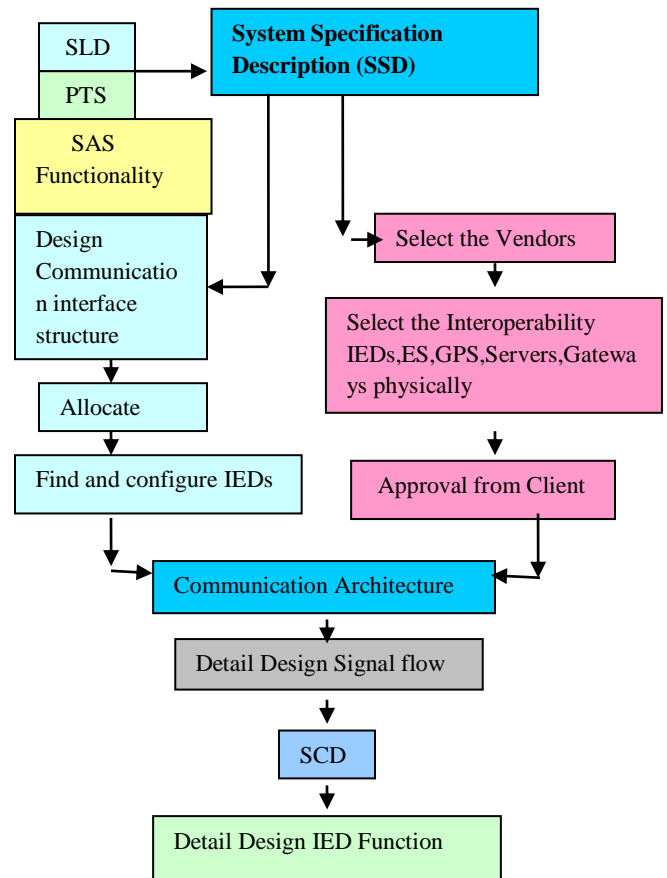 SLD
System Specification
Description (SSD)
PTS
SAS
Functionality
Design
Communicatio
n interface
structure
Select the Vendors
Select the Interoperability
IEDs,ES,GPS,Servers,Gatewa
ys physically
Allocate
Find and configure IEDs
Approval from Client
Communication Architecture
Detail Design Signal flow
SCD
Detail Design IED Function